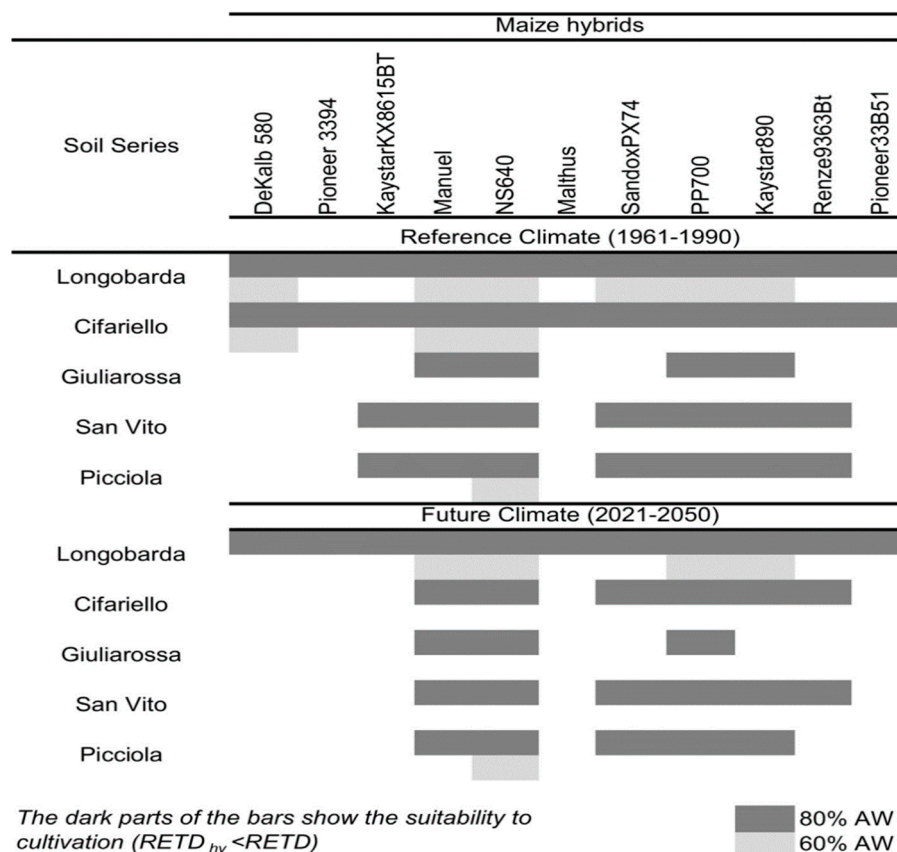 Maize hybrids
Soil Series
DeKalb 580
Pioneer 3394
KaystarKX8615BT
Manuel
NS640
Malthus
SandoxPX74
PP700
Kaystar890
Renze9363Bt
Pioneer33B51
Reference Climate (1961-1990)
Longobarda
Cifariello
Giuliarossa
San Vito
Picciola
Future Climate (2021-2050)
Longobarda
Cifariello
Giuliarossa
San Vito
Picciola
The dark parts of the bars show the suitability to
cultivation (RETD hy <RETD)
80% AW
60% AW